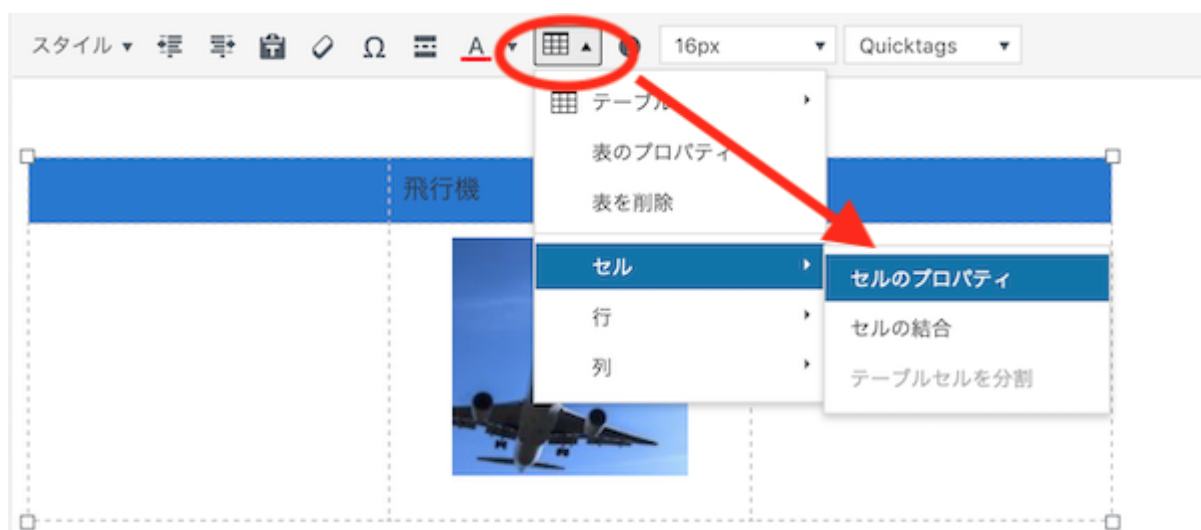 スタイル Ω A 16px Quicktags
テーブル
表のプロパティ
飛行機
表を削除
セル
セルのプロパティ
行
セルの結合
列
テーブルセルを分割